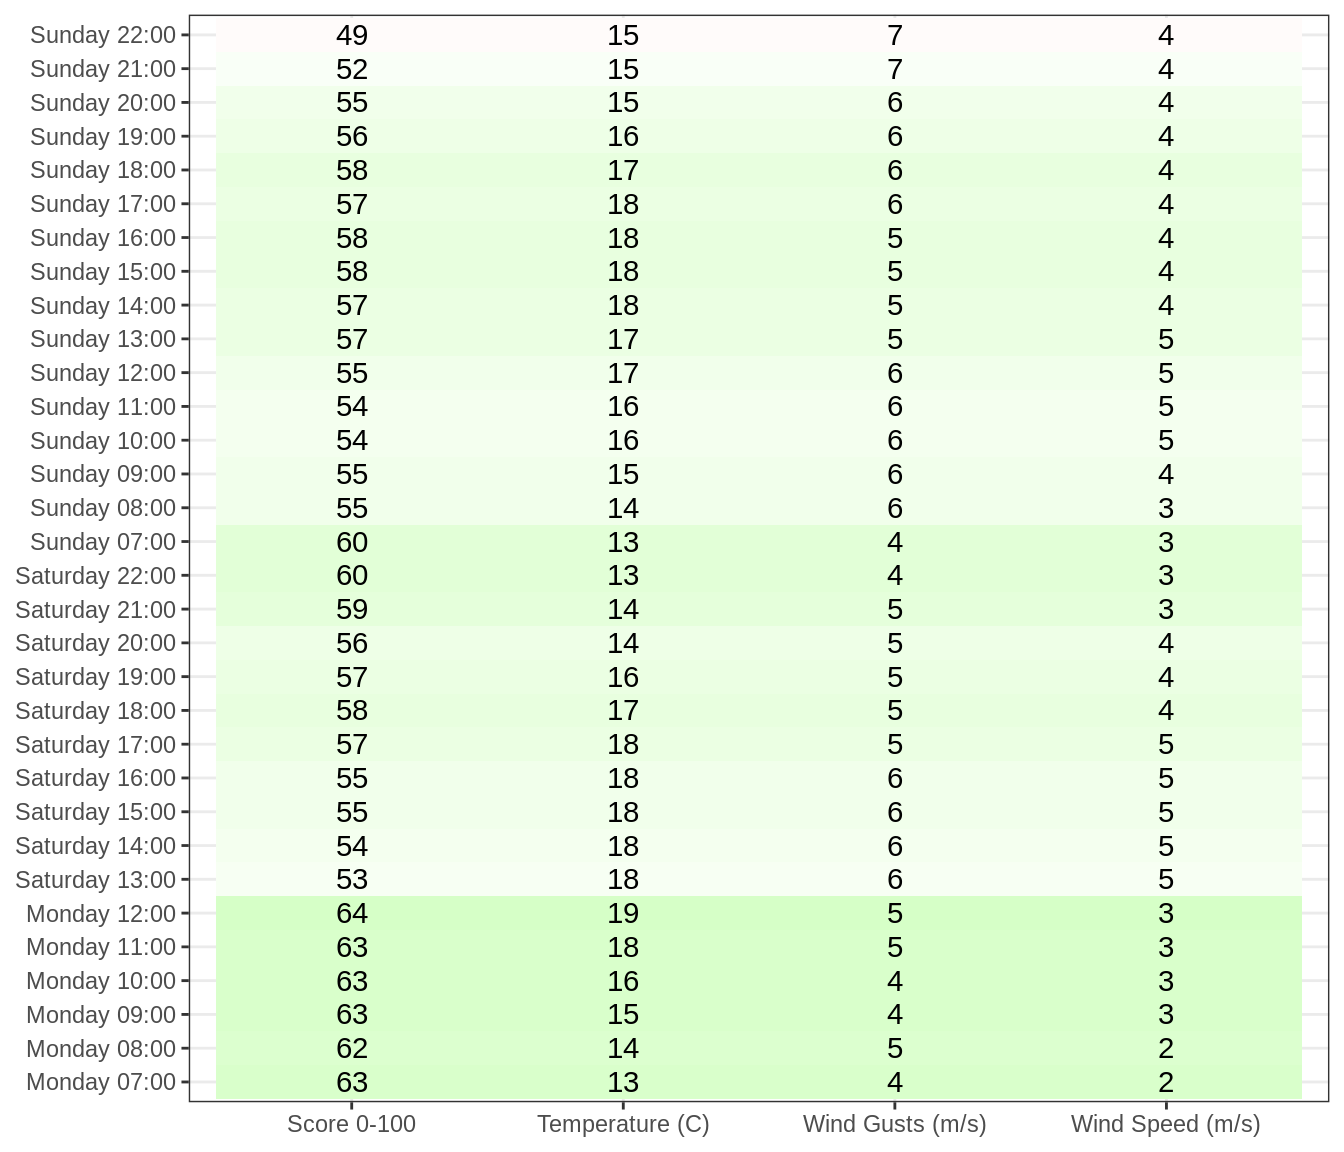 Sunday 22:00 49 15 7 4
Sunday 21:00 52 15 7 4
Sunday 20:00 55 15 6 4
Sunday 19:00 56 16 6 4
Sunday 18:00 58 17 6 4
Sunday 17:00 57 18 6 4
Sunday 16:00 58 18 5 4
Sunday 15:00 58 18 5 4
Sunday 14:00 57 18 5 4
Sunday 13:00 57 17 5 5
Sunday 12:00 55 17 6 5
Sunday 11:00 54 16 6 5
Sunday 10:00 54 16 6 5
Sunday 09:00 55 15 6 4
Sunday 08:00 55 14 6 3
Sunday 07:00 60 13 4 3
Saturday 22:00 60 13 4 3
Saturday 21:00 59 14 5 3
Saturday 20:00 56 14 5 4
Saturday 19:00 57 16 5 4
Saturday 18:00 58 17 5 4
Saturday 17:00 57 18 5 5
Saturday 16:00 55 18 6 5
Saturday 15:00 55 18 6 5
Saturday 14:00 54 18 6 5
Saturday 13:00 53 18 6 5
Monday 12:00 64 19 5 3
Monday 11:00 63 18 5 3
Monday 10:00 63 16 4 3
Monday 09:00 63 15 4 3
Monday 08:00 62 14 5 2
Monday 07:00 63 13 4 2
Score 0-100 Temperature (C) Wind Gusts (m/s) Wind Speed (m/s)